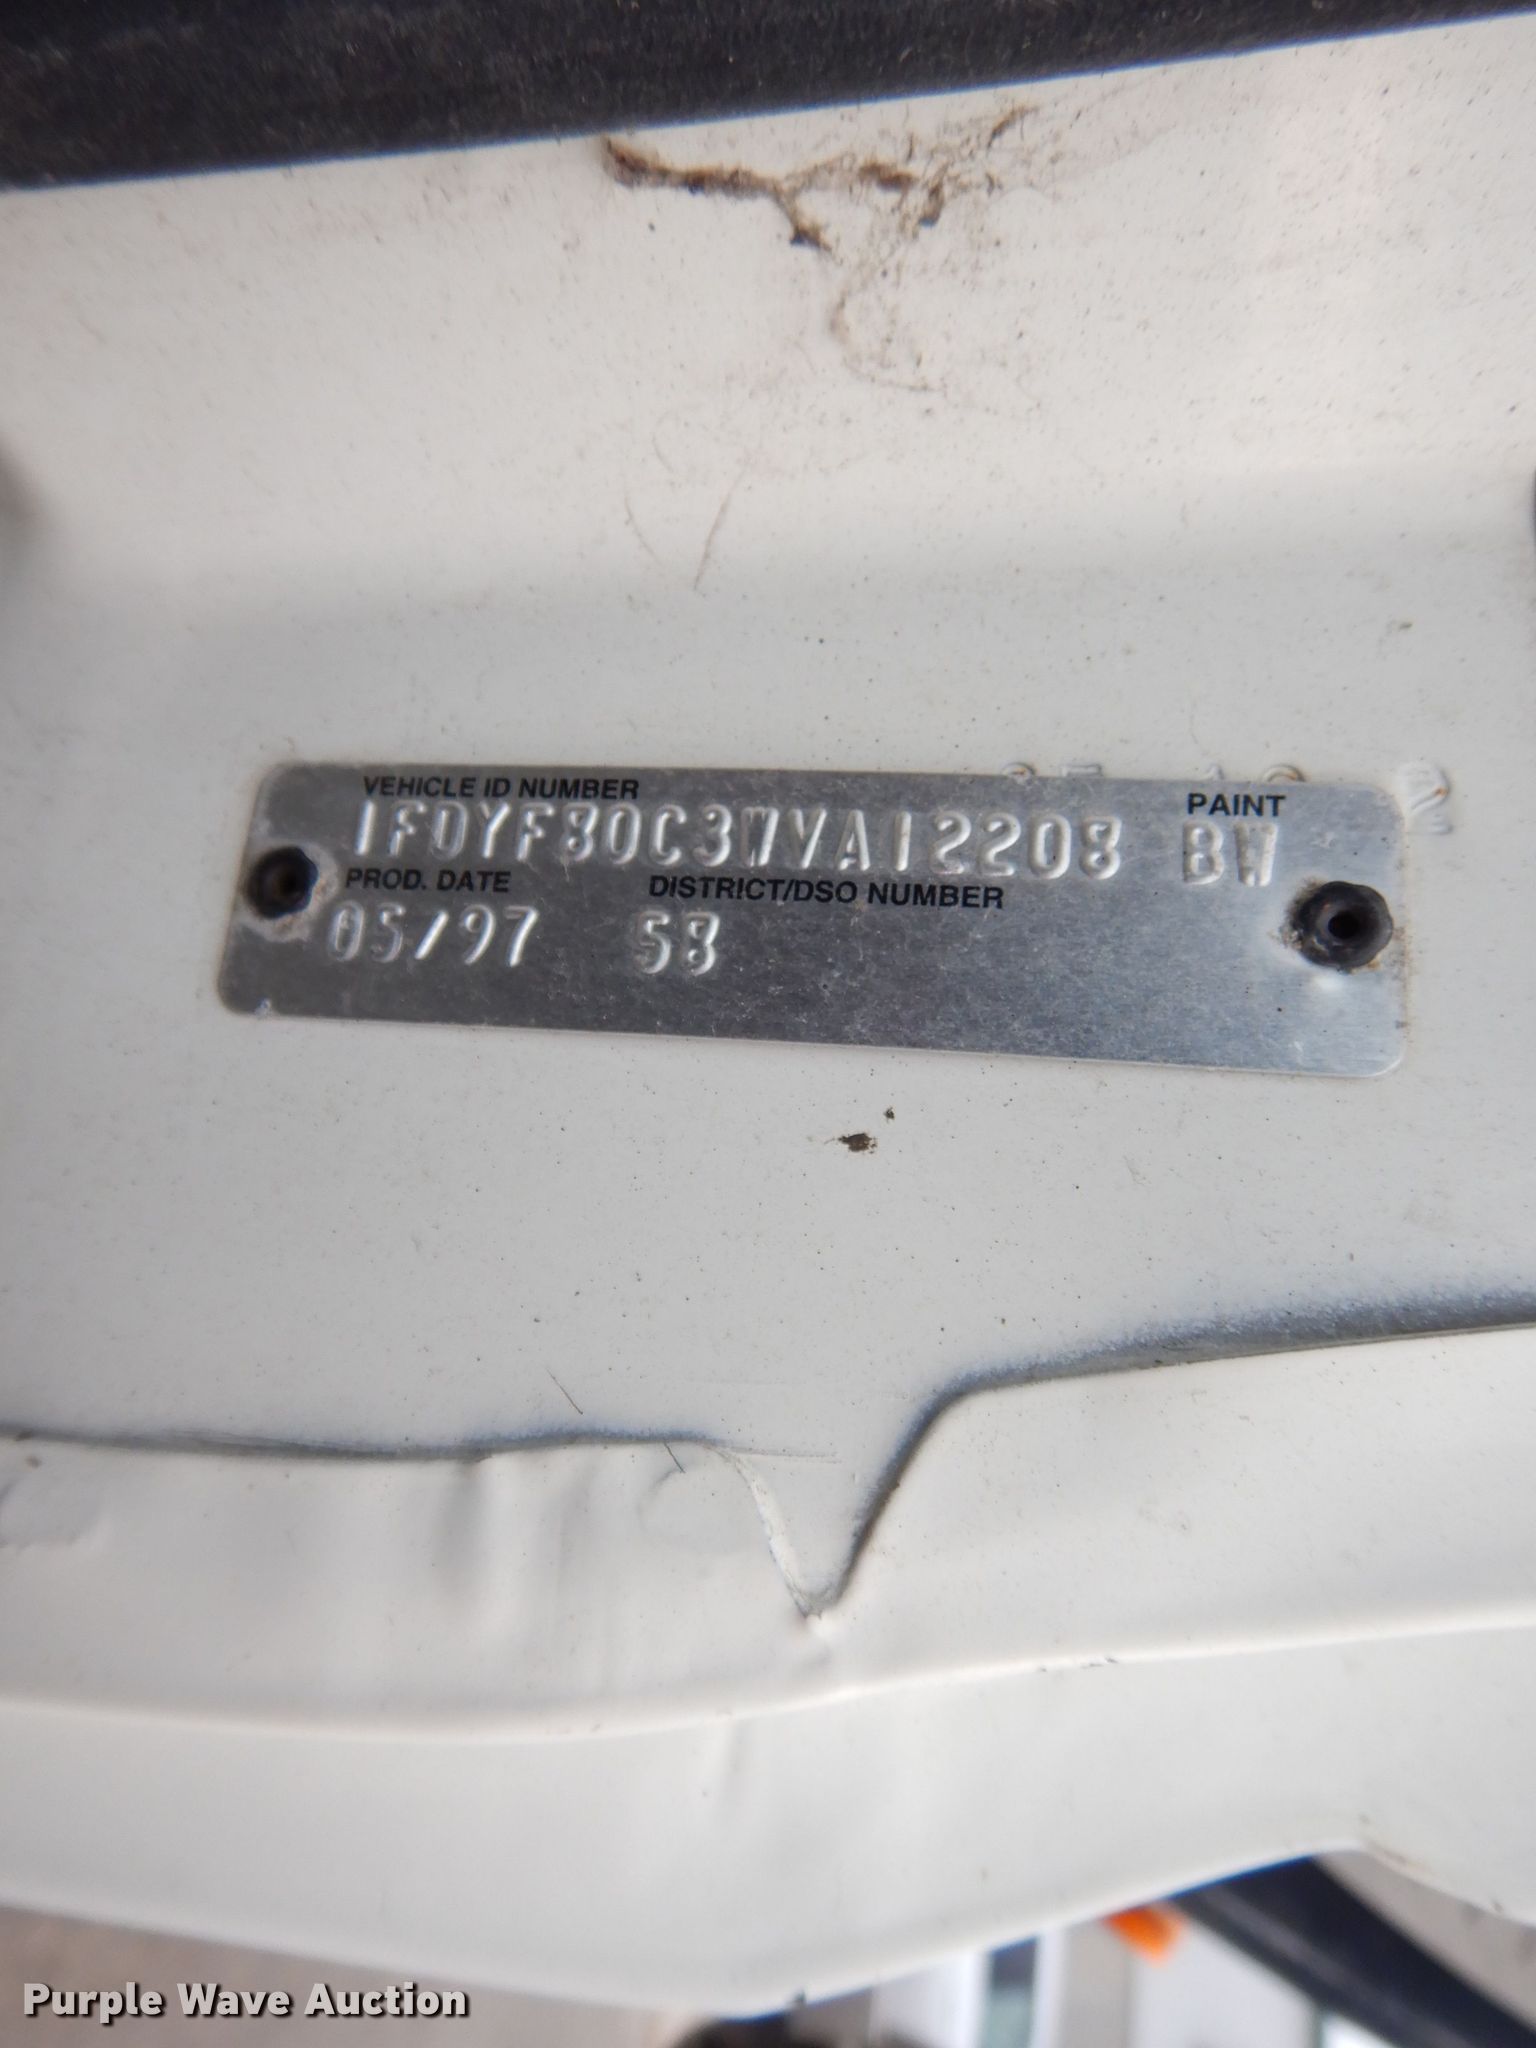 VEHICLE ID NUMBER
PAINT
1FDYF80C3WVA12208 BW
PROD. DATE
DISTRICT/DSO NUMBER
05/97 58
Purple Wave Auction